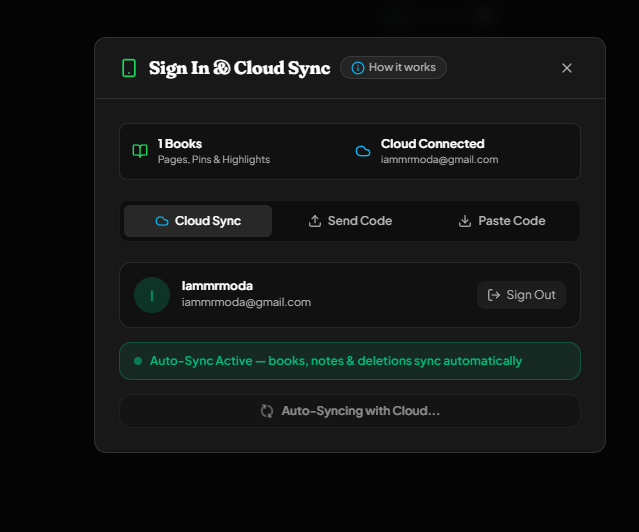 Sign In & Cloud Sync
How it works
1 Books
Pages, Pins & Highlights
Cloud Connected
iammrmoda@gmail.com
Cloud Sync
Send Code
Paste Code
I
Iammrmoda
iammrmoda@gmail.com
Sign Out
Auto-Sync Active — books, notes & deletions sync automatically
Auto-Syncing with Cloud...